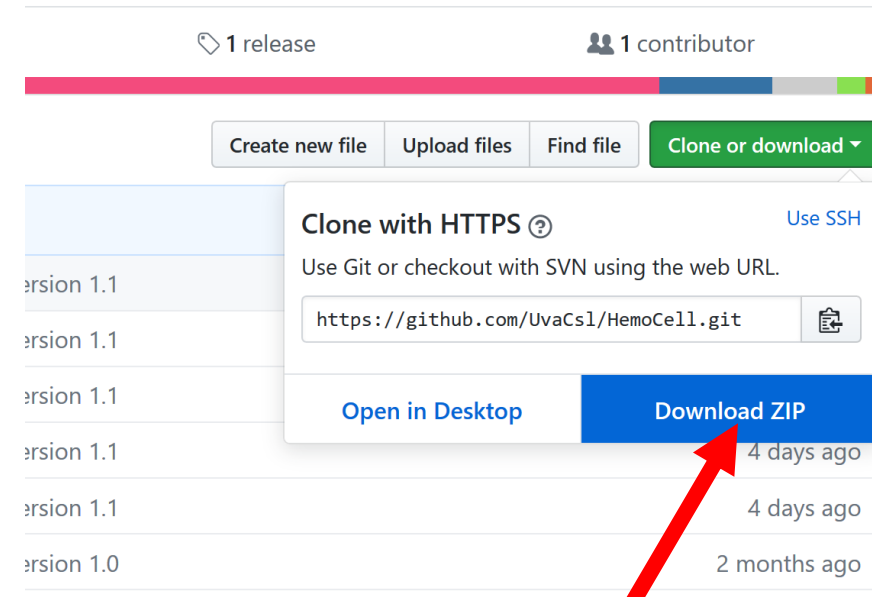 1 release
1 contributor
Create new file Upload files Find file Clone or download
Clone with HTTPS ?
Use SSH
Use Git or checkout with SVN using the web URL.
https://github.com/UvaCsl/HemoCell.git
Open in Desktop Download ZIP
ersion 1.1
ersion 1.1
ersion 1.1
ersion 1.1 4 days ago
ersion 1.1 4 days ago
ersion 1.0 2 months ago